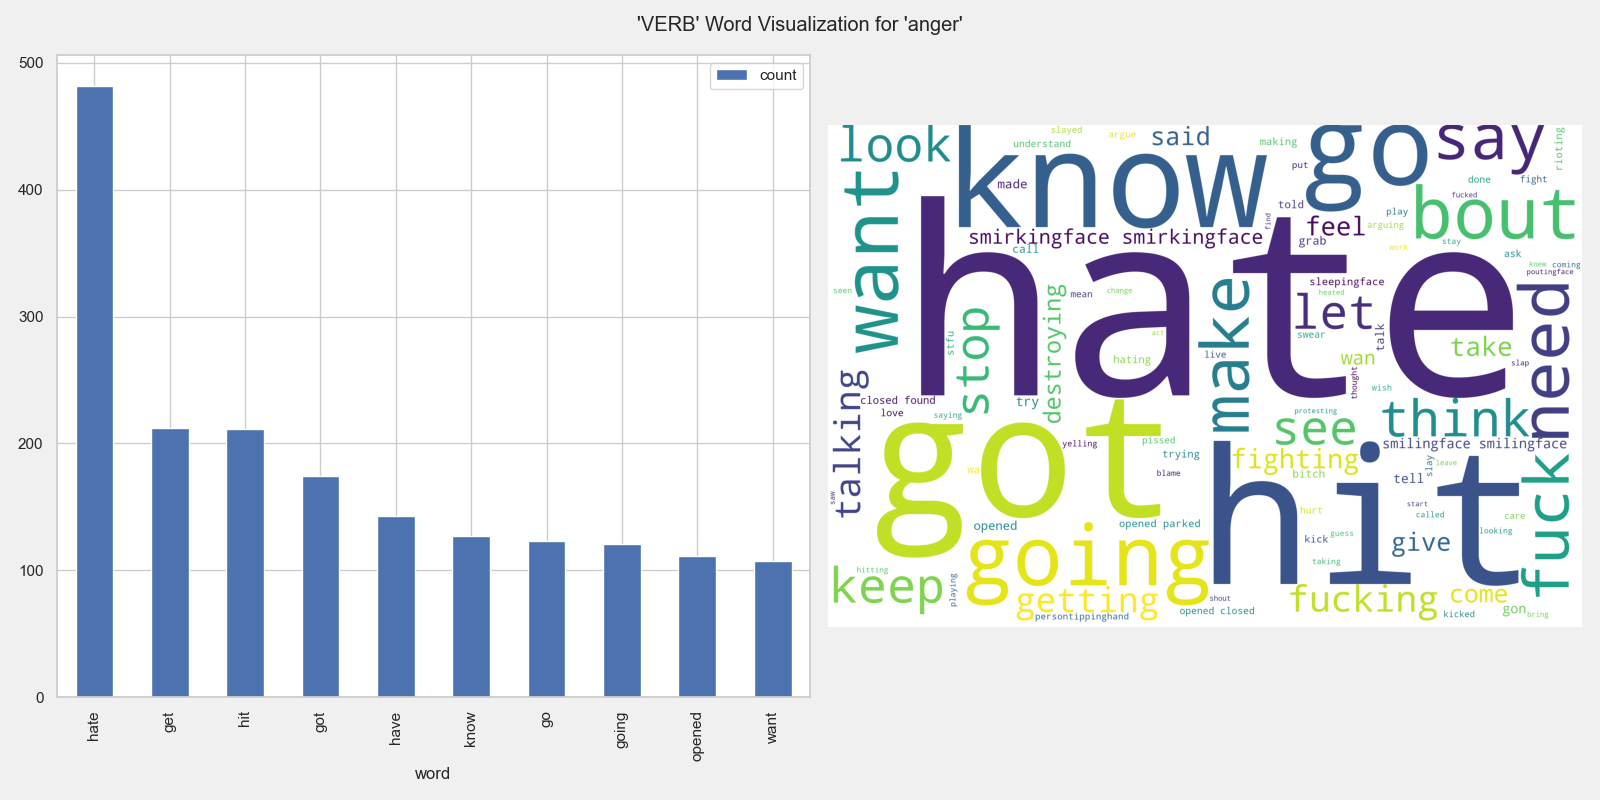 'VERB' Word Visualization for 'anger'
500
400
300
200
100
0
count
hate
get
hit
got
have
know
go
going
opened
want
word
look
slayed
argue
understand
said
making
know
go
say
rioting
put
made
done
fight
fucked
want
told
play
bout
find
feel
arguing
smirkingface smirkingface
grab
stay
call
work
ask
hate
knew
coming
poutingface
sleepingface
seen
mean
change
heated
need
let
make
stop
destroying
stfu
act
swear
talk
take
hating
live
wan
slap
talking
thought
wish
closed found
try
love
saying
protesting
think
got
see
yelling
pissed
smilingface smilingface
trying
fighting
wa
blame
bitch
tell
slay
leave
fuck
saw
hit
start
hurt
called
care
opened
opened parked
looking
going
kick
guess
give
taking
hitting
keep
playing
getting
shout
fucking
come
opened closed
gon
persontippinghand
kicked
bring